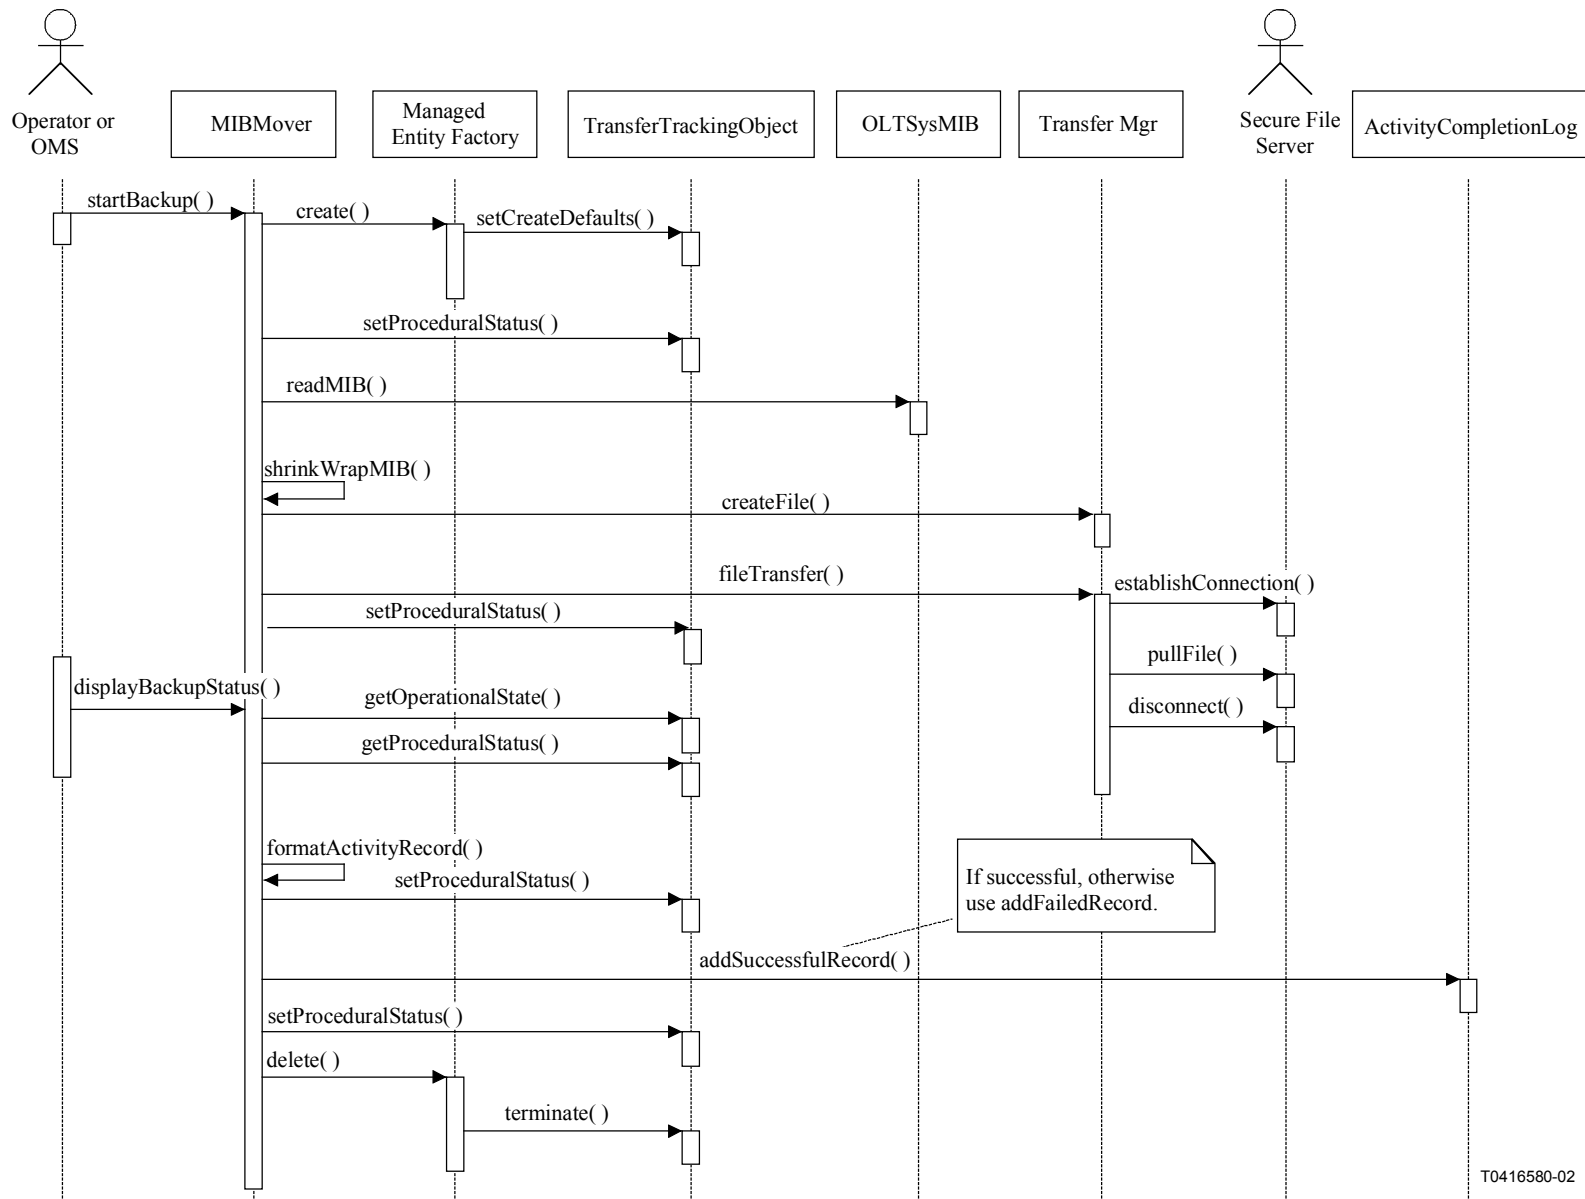 Operator or
OMS
MIBMover
Managed
Entity Factory
TransferTrackingObject
OLTSysMIB
Transfer Mgr
Secure File
Server
ActivityCompletionLog
startBackup( )
create( )
setCreateDefaults( )
setProceduralStatus( )
readMIB( )
shrinkWrapMIB( )
createFile( )
fileTransfer( )
establishConnection( )
setProceduralStatus( )
pullFile( )
displayBackupStatus( )
getOperationalState( )
disconnect( )
getProceduralStatus( )
formatActivityRecord( )
setProceduralStatus( )
If successful, otherwise
use addFailedRecord.
addSuccessfulRecord( )
setProceduralStatus( )
delete( )
terminate( )
T0416580-02